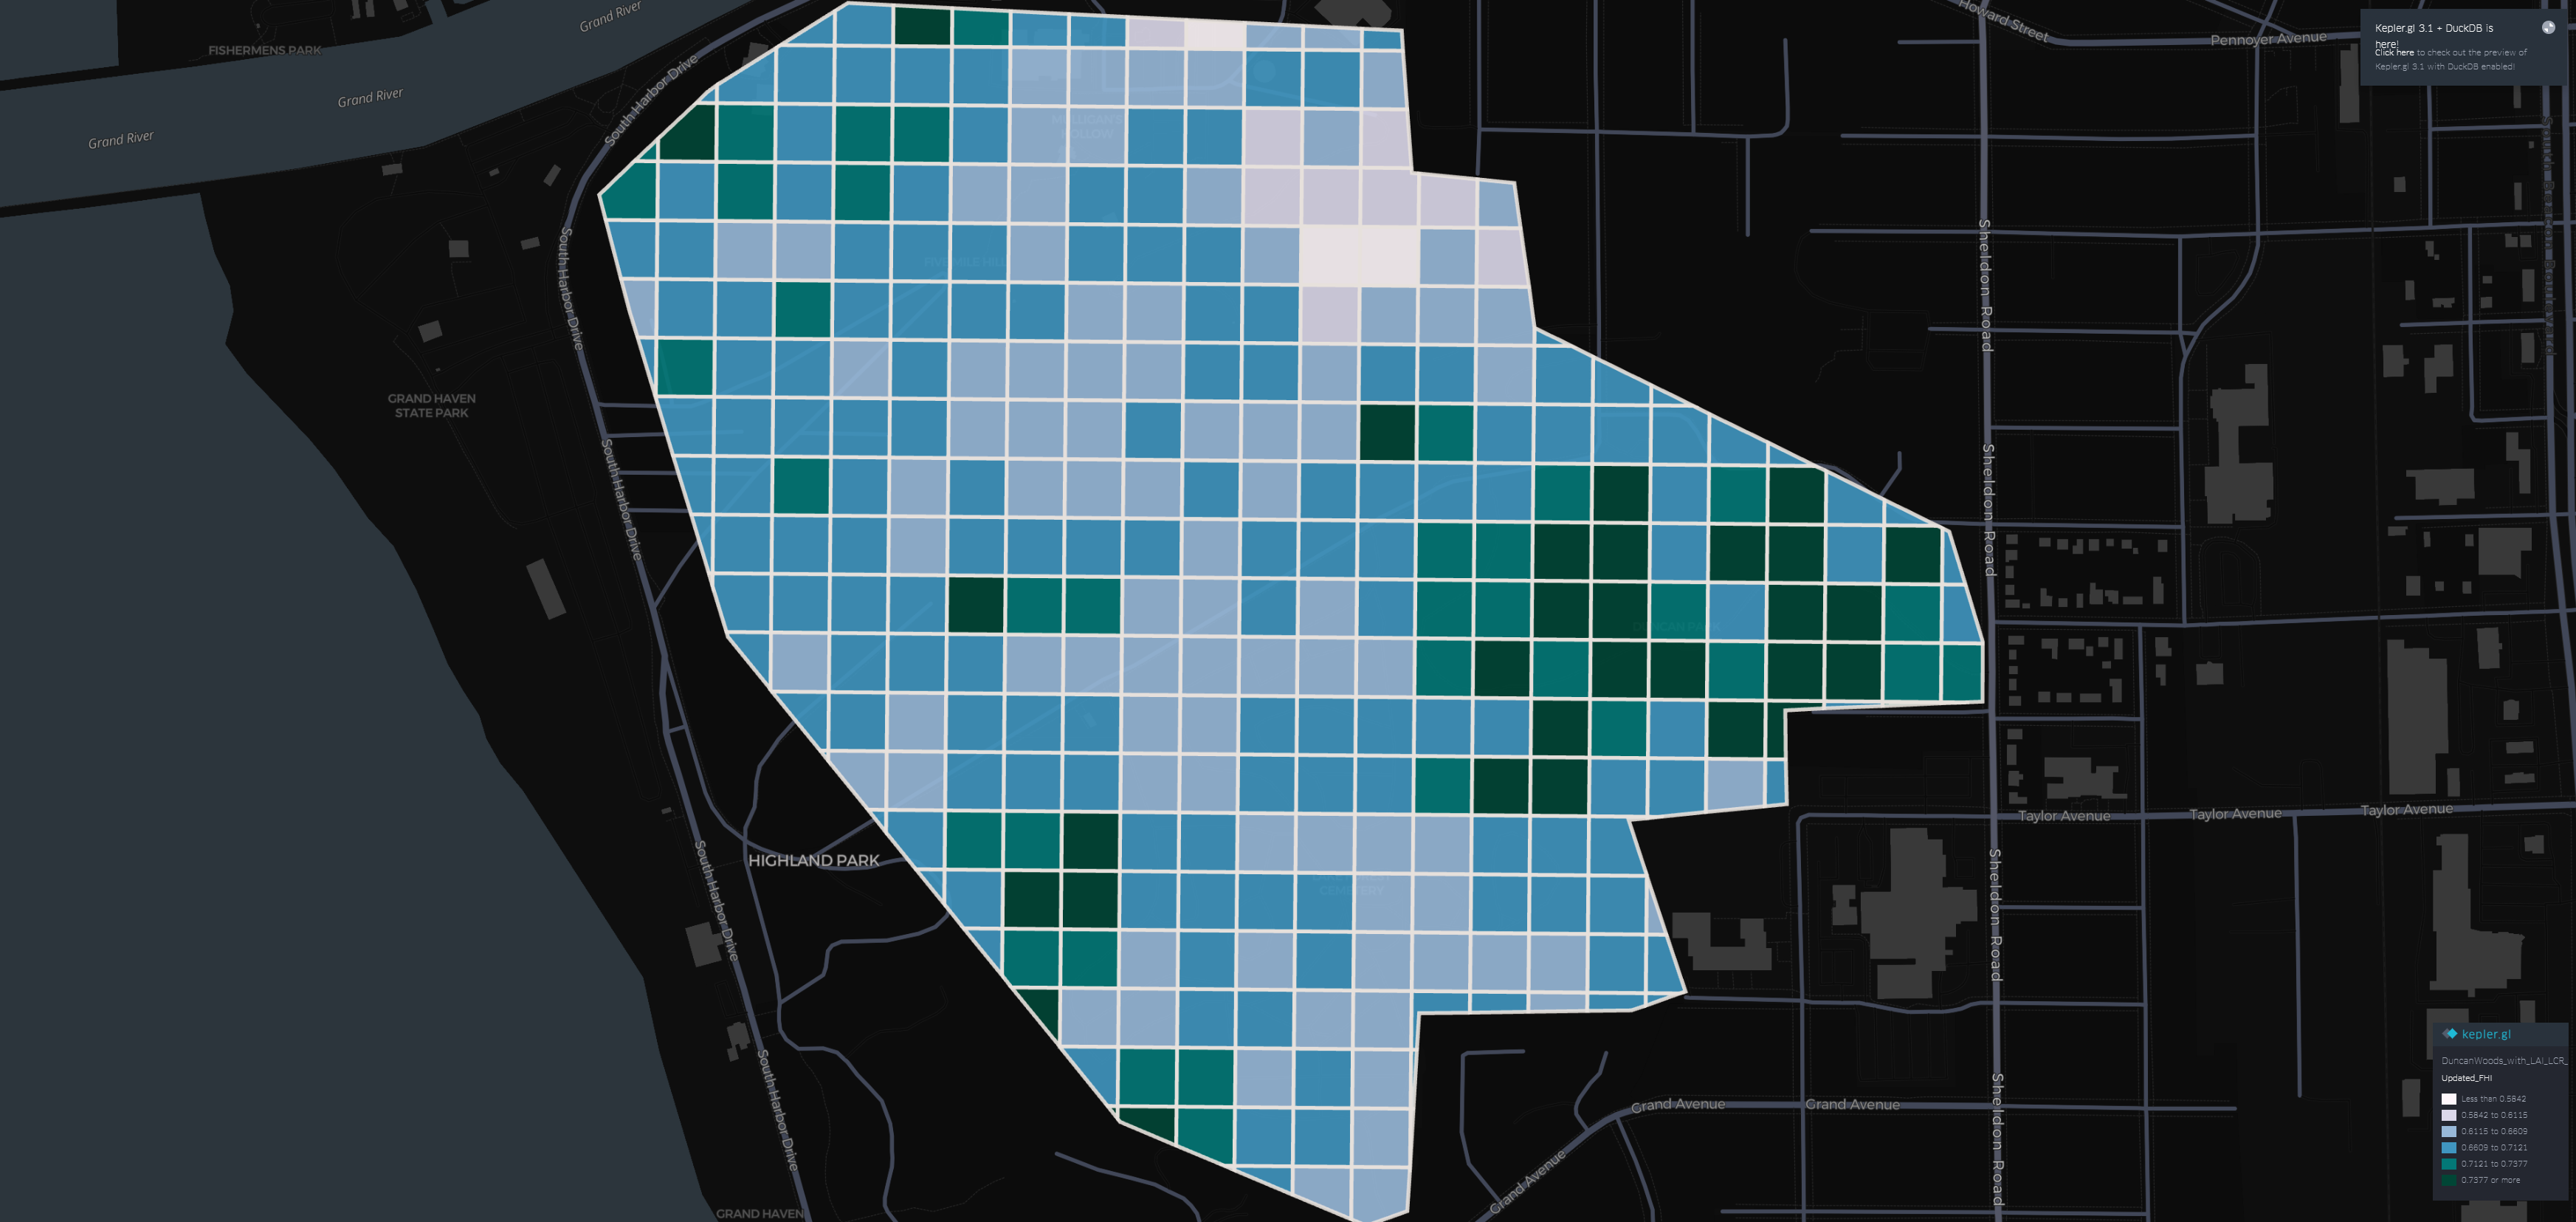 Grand River
Howard Street
Pennoyer Avenue
Kepler.gl 3.1 + DuckDB is
here!
Click here to check out the preview of
Kepler.gl 3.1 with DuckDB enabled!
FISHERMENS PARK
Grand River
Grand River
South Harbor Drive
South Harbor Drive
Sheldon Road
GRAND HAVEN
STATE PARK
South Harbor Drive
Sheldon Road
DUNCAN PARK
Taylor Avenue
Taylor Avenue
Taylor Avenue
HIGHLAND PARK
South Harbor Drive
CEMETERY
Sheldon Road
kepler.gl
DuncanWoods_with_LAI_LCR_
Updated_FHI
Less than 0.5842
0.5842 to 0.6115
0.6115 to 0.6609
0.6609 to 0.7121
0.7121 to 0.7377
0.7377 or more
South Harbor Drive
Grand Avenue
Grand Avenue
Sheldon Road
Grand Avenue
GRAND HAVEN